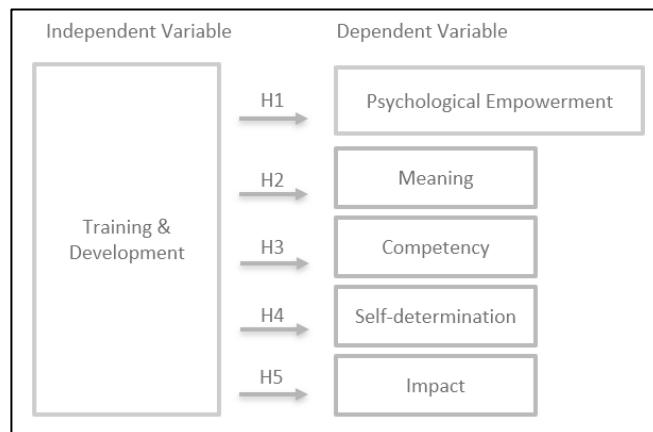 Independent Variable
Dependent Variable
Training &
Development
H1
Psychological Empowerment
H2
Meaning
H3
Competency
H4
Self-determination
H5
Impact